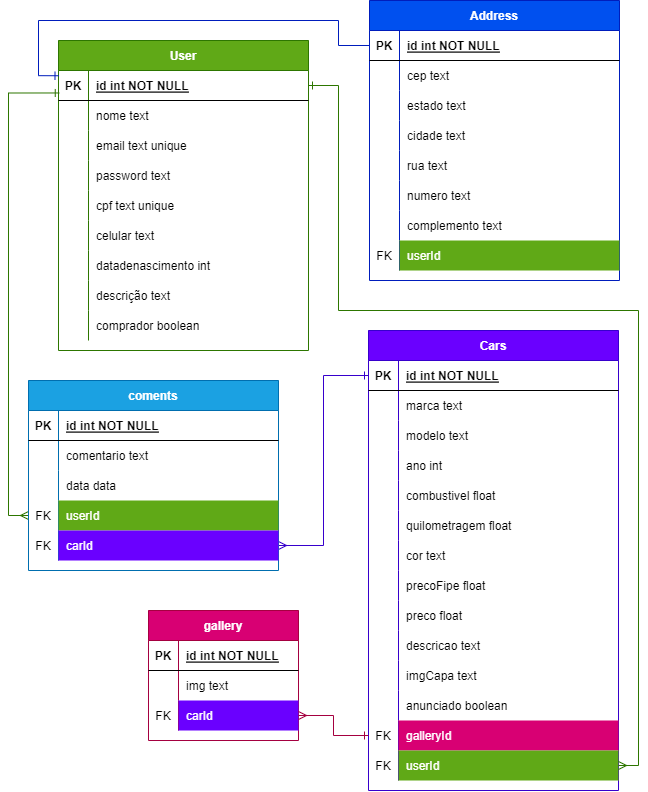 Address
PK id int NOT NULL
cep text
estado text
cidade text
rua text
numero text
complemento text
FK userId
User
PK id int NOT NULL
nome text
email text unique
password text
cpf text unique
celular text
datadenascimento int
descrição text
comprador boolean
Cars
PK id int NOT NULL
marca text
modelo text
ano int
combustivel float
quilometragem float
cor text
precoFipe float
preco float
descricao text
imgCapa text
anunciado boolean
FK galleryId
FK userId
coments
PK id int NOT NULL
comentario text
data data
FK userId
FK carId
gallery
PK id int NOT NULL
img text
FK carId